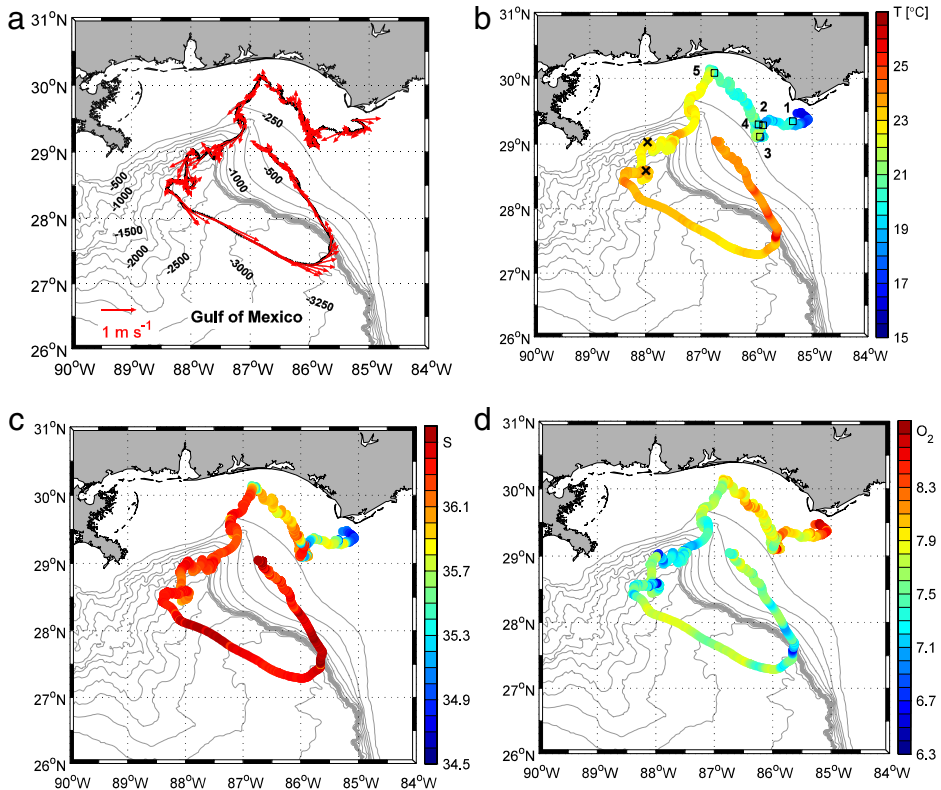 a
31°N
30°N
29°N
28°N
27°N
26°N
90°W 89°W 88°W 87°W 86°W 85°W 84°W
-250
-500
-1000
-500
-1000
-1500
-2000
-2500
-3000
-3250
Gulf of Mexico
1 m s⁻¹
b
T [°C]
31°N
30°N
29°N
28°N
27°N
26°N
90°W 89°W 88°W 87°W 86°W 85°W 84°W
5
2
1
4
3
25
23
21
19
17
15
c
S
31°N
30°N
29°N
28°N
27°N
26°N
90°W 89°W 88°W 87°W 86°W 85°W 84°W
36.1
35.7
35.3
34.9
34.5
d
O₂
31°N
30°N
29°N
28°N
27°N
26°N
90°W 89°W 88°W 87°W 86°W 85°W 84°W
8.3
7.9
7.5
7.1
6.7
6.3